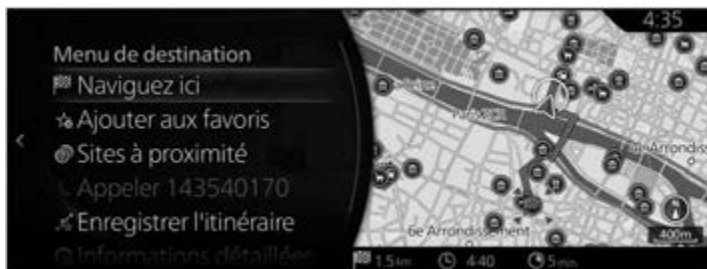 4:35
Menu de destination
Naviguez ici
Ajouter aux favoris
Sites à proximité
Appeler 143540170
Enregistrer l'itinéraire
Informations détaillées
6e Arrondissement
N
400m
1.5km 4:40 5min